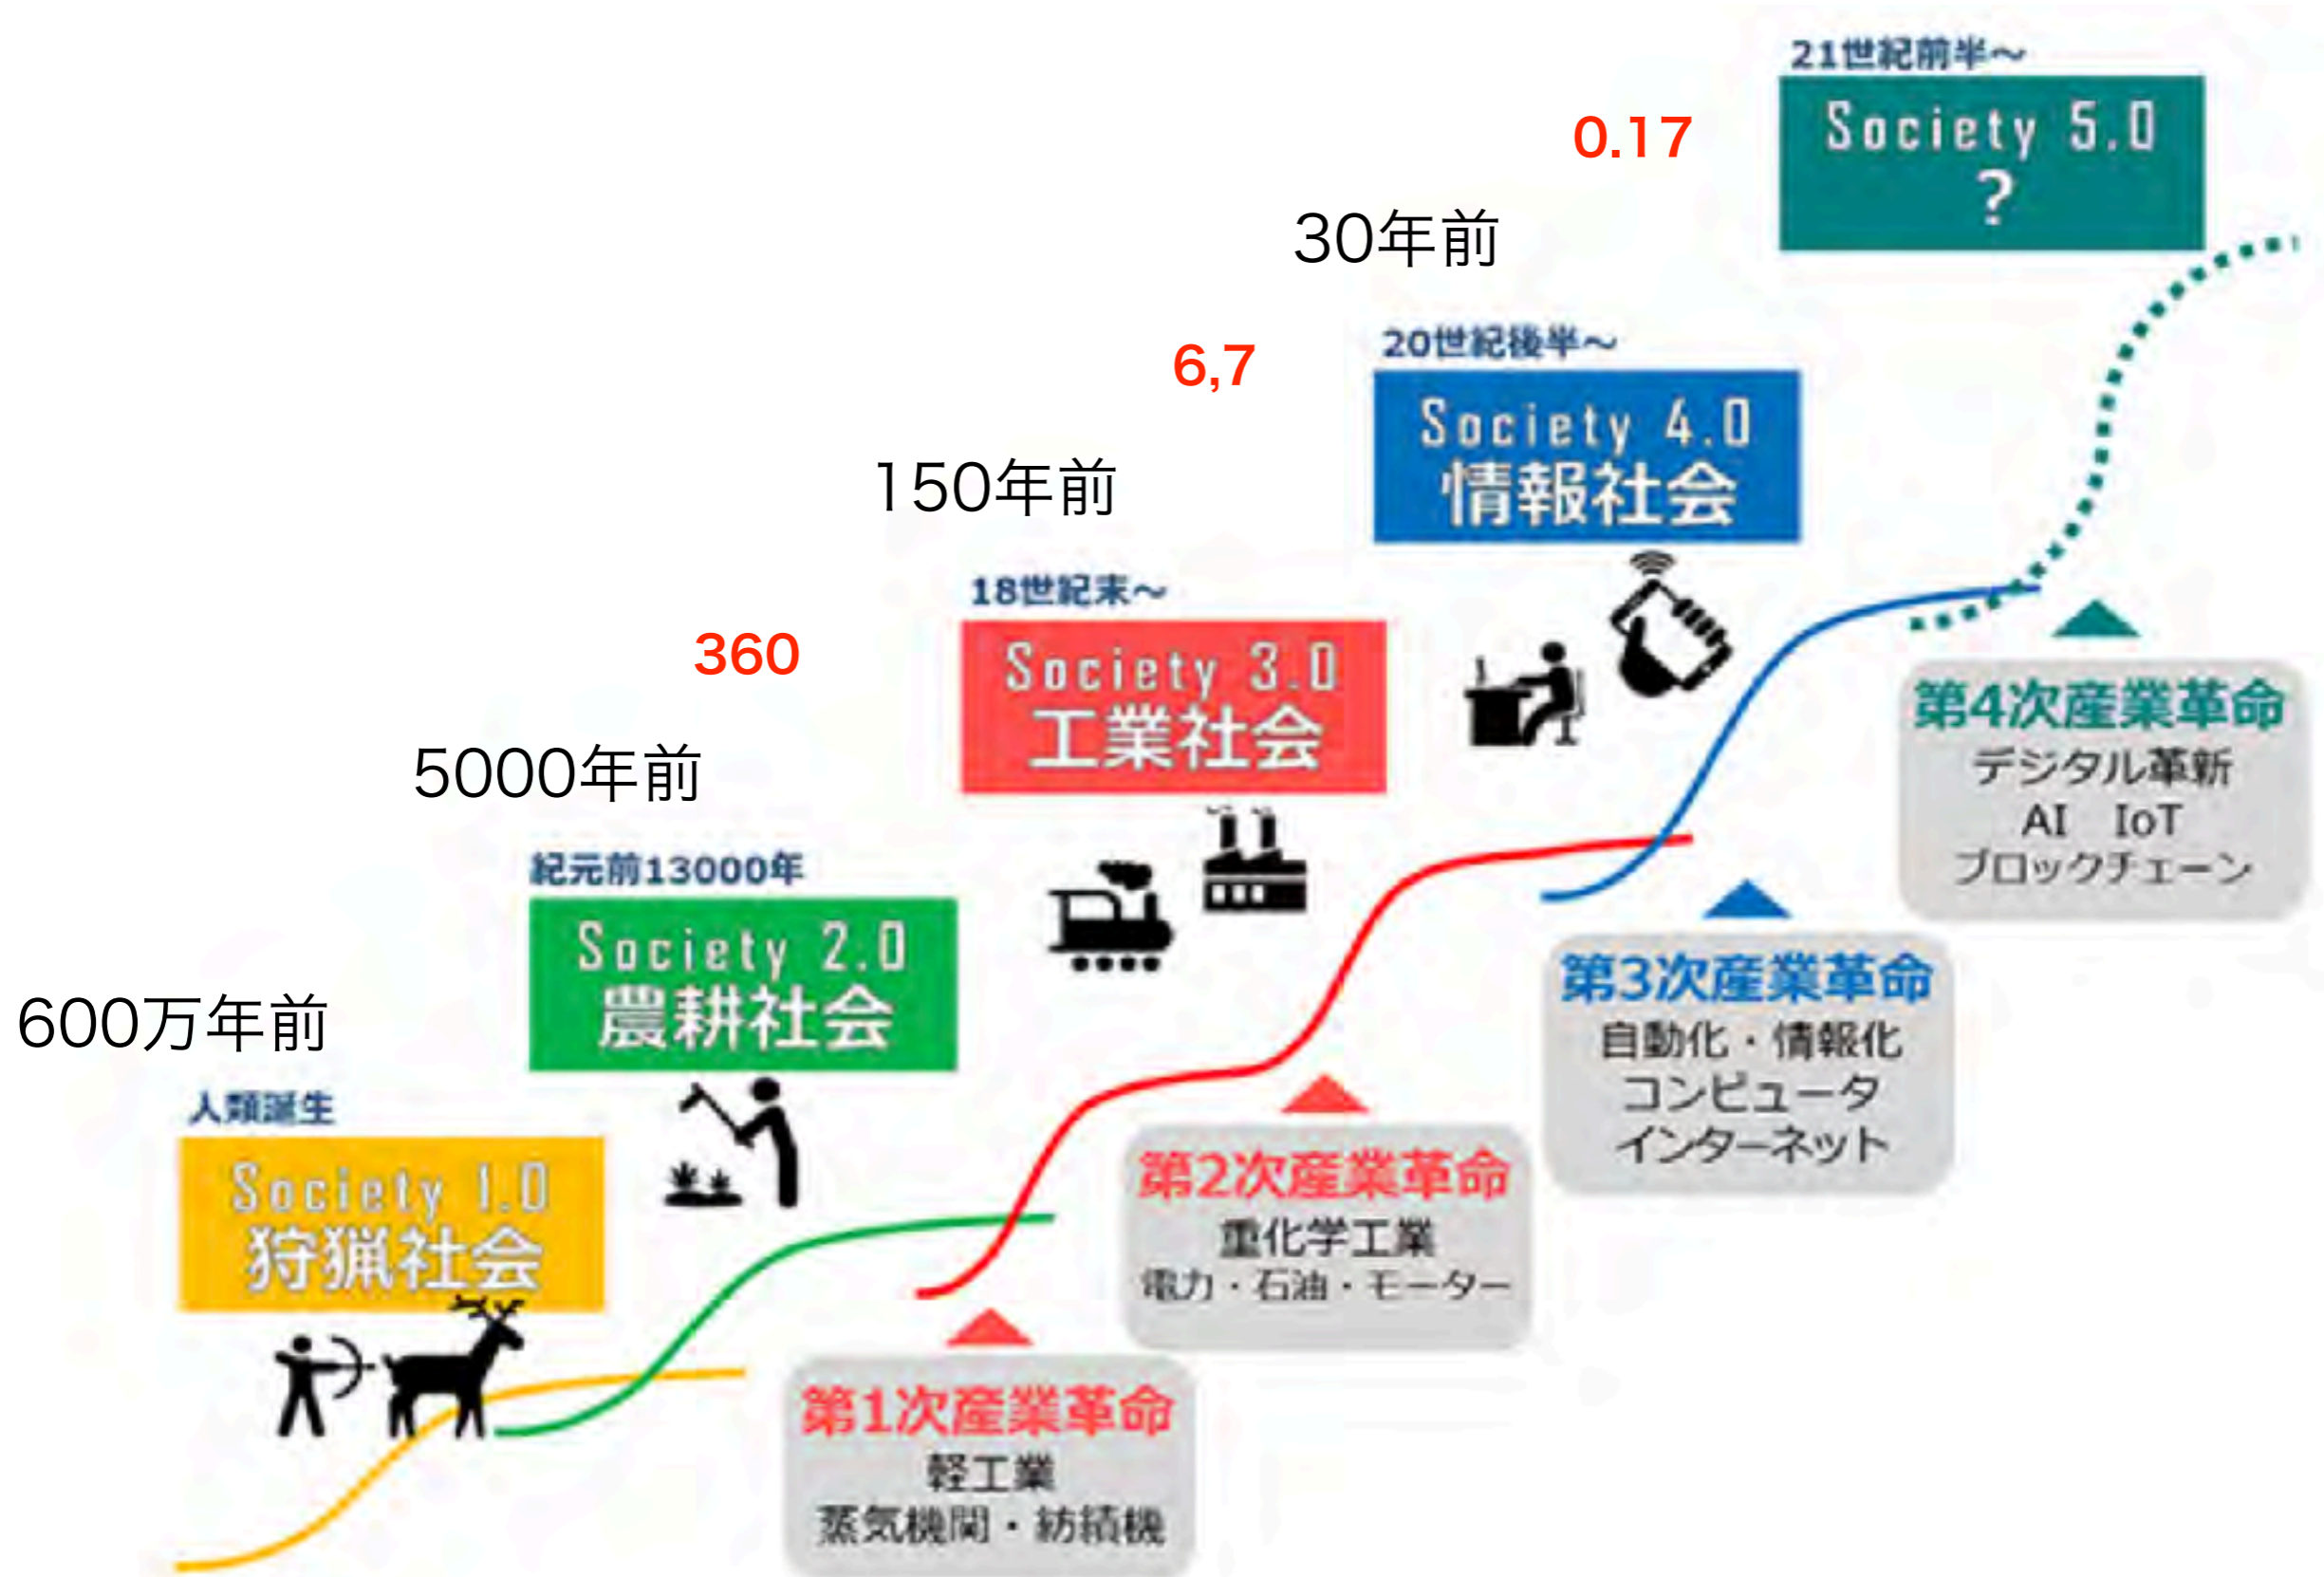 600万年前
人類誕生
Society 1.0
狩猟社会
5000年前
紀元前13000年
Society 2.0
農耕社会
360
150年前
18世紀末～
Society 3.0
工業社会
6,7
30年前
20世紀後半～
Society 4.0
情報社会
0.17
21世紀前半～
Society 5.0
?
第1次産業革命
軽工業
蒸気機関・紡績機
第2次産業革命
重化学工業
電力・石油・モーター
第3次産業革命
自動化・情報化
コンピュータ
インターネット
第4次産業革命
デジタル革新
AI IoT
ブロックチェーン